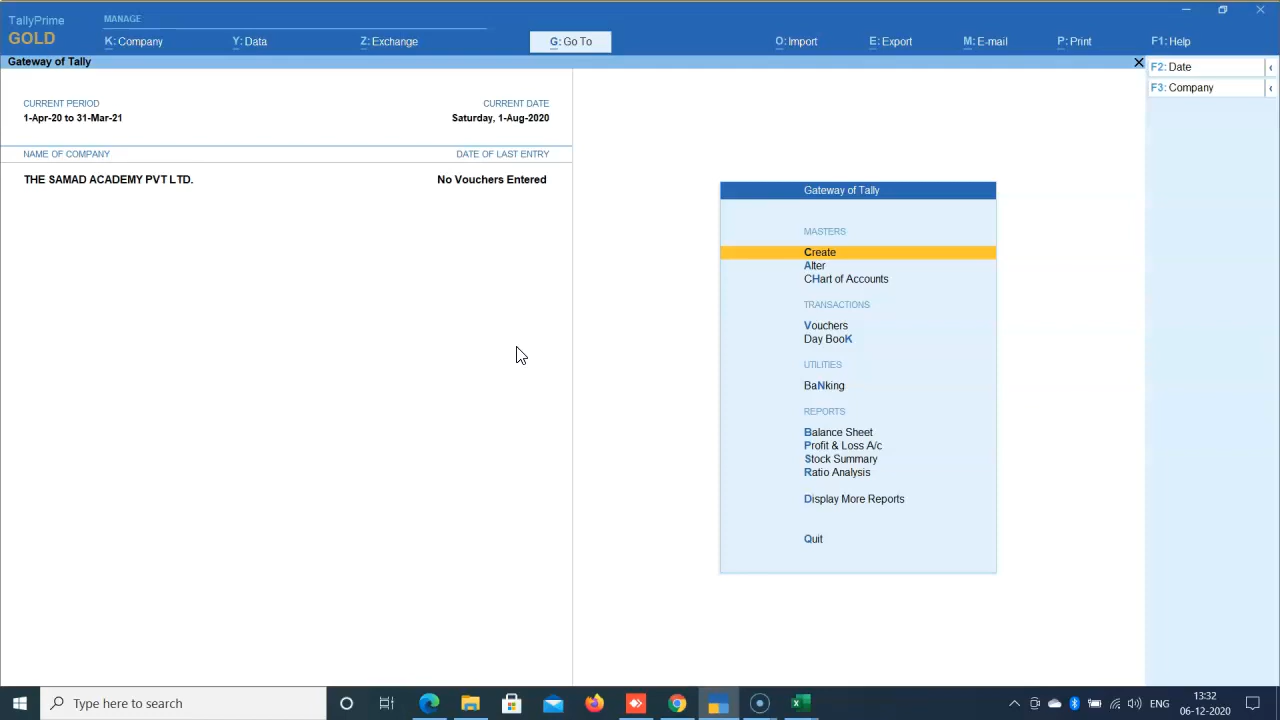 TallyPrime
GOLD
MANAGE
K: Company
Y: Data
Z: Exchange
G: Go To
O: Import
E: Export
M: E-mail
P: Print
F1: Help
Gateway of Tally
F2: Date
F3: Company
CURRENT PERIOD
CURRENT DATE
1-Apr-20 to 31-Mar-21
Saturday, 1-Aug-2020
NAME OF COMPANY
DATE OF LAST ENTRY
THE SAMAD ACADEMY PVT LTD.
No Vouchers Entered
Gateway of Tally
MASTERS
Create
Alter
CHart of Accounts
TRANSACTIONS
Vouchers
Day BooK
UTILITIES
BaNking
REPORTS
Balance Sheet
Profit & Loss A/c
Stock Summary
Ratio Analysis
Display More Reports
Quit
Type here to search
ENG
13:32
06-12-2020